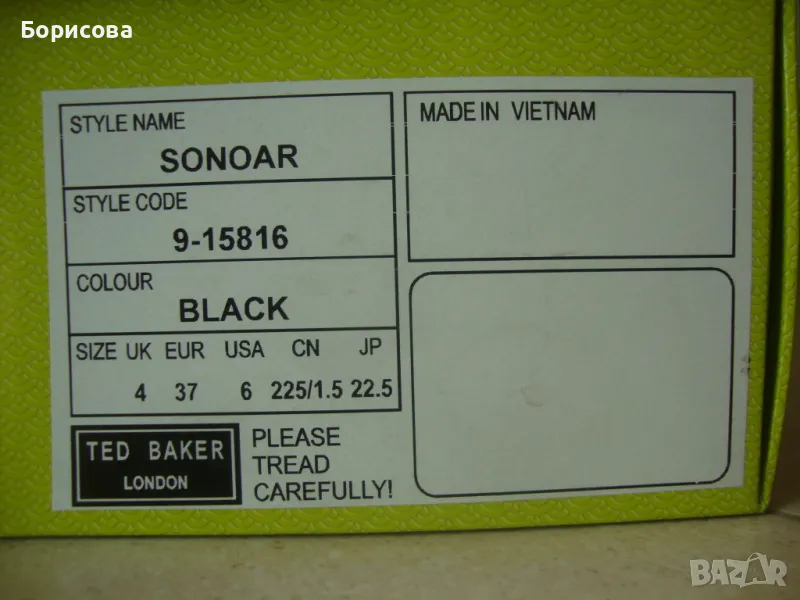 Борисова
STYLE NAME
SONOAR
STYLE CODE
9-15816
COLOUR
BLACK
SIZE UK EUR USA CN JP
4 37 6 225/1.5 22.5
TED BAKER
LONDON
PLEASE
TREAD
CAREFULLY!
MADE IN VIETNAM
BAZAR